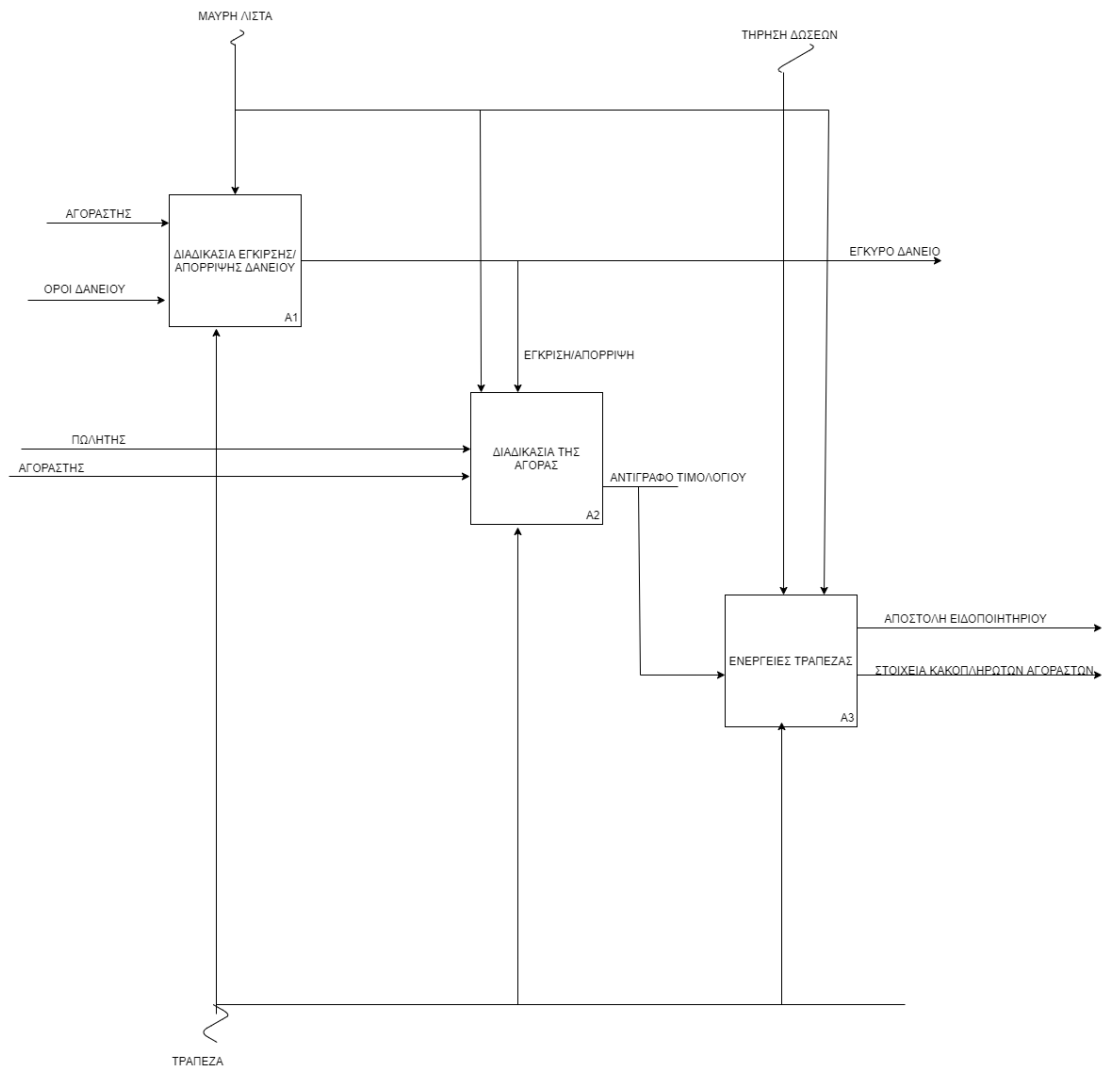 ΜΑΥΡΗ ΛΙΣΤΑ
ΤΗΡΗΣΗ ΔΩΣΕΩΝ
ΑΓΟΡΑΣΤΗΣ
ΔΙΑΔΙΚΑΣΙΑ ΕΓΚΙΡΣΗΣ/
ΑΠΟΡΡΙΨΗΣ ΔΑΝΕΙΟΥ
ΕΓΚΥΡΟ ΔΑΝΕΙΟ
ΟΡΟΙ ΔΑΝΕΙΟΥ
A1
ΕΓΚΡΙΣΗ/ΑΠΟΡΡΙΨΗ
ΠΩΛΗΤΗΣ
ΑΓΟΡΑΣΤΗΣ
ΔΙΑΔΙΚΑΣΙΑ ΤΗΣ
ΑΓΟΡΑΣ
ΑΝΤΙΓΡΑΦΟ ΤΙΜΟΛΟΓΙΟΥ
A2
ΑΠΟΣΤΟΛΗ ΕΙΔΟΠΟΙΗΤΗΡΙΟΥ
ΕΝΕΡΓΕΙΕΣ ΤΡΑΠΕΖΑΣ
ΣΤΟΙΧΕΙΑ ΚΑΚΟΠΛΗΡΩΤΩΝ ΑΓΟΡΑΣΤΩΝ
A3
ΤΡΑΠΕΖΑ